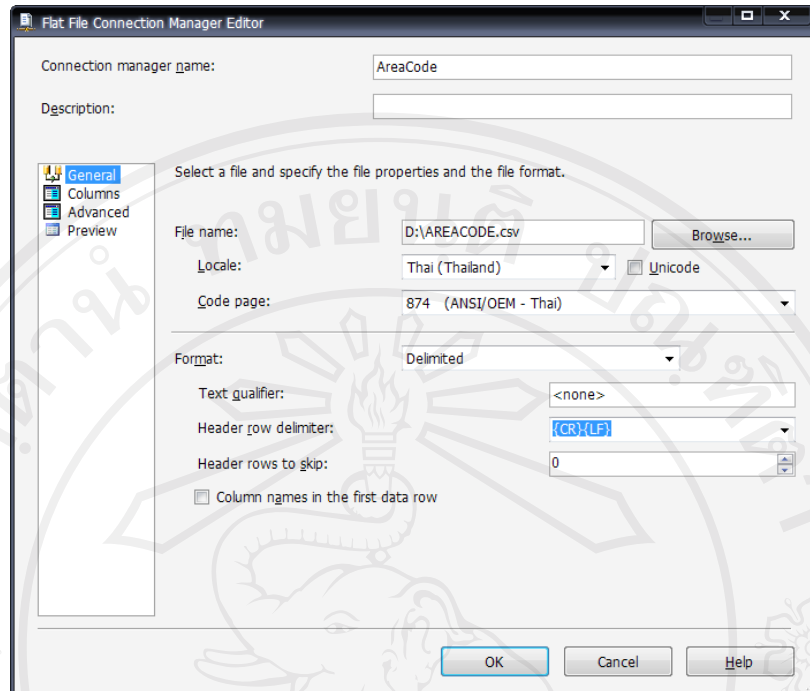 Flat File Connection Manager Editor
Connection manager name: AreaCode
Description:
General
Columns
Advanced
Preview
Select a file and specify the file properties and the file format.
File name: D:\AREACODE.csv Browse...
Locale: Thai (Thailand) Unicode
Code page: 874 (ANSI/OEM - Thai)
Format: Delimited
Text qualifier: <none>
Header row delimiter: {CR}{LF}
Header rows to skip: 0
Column names in the first data row
OK Cancel Help